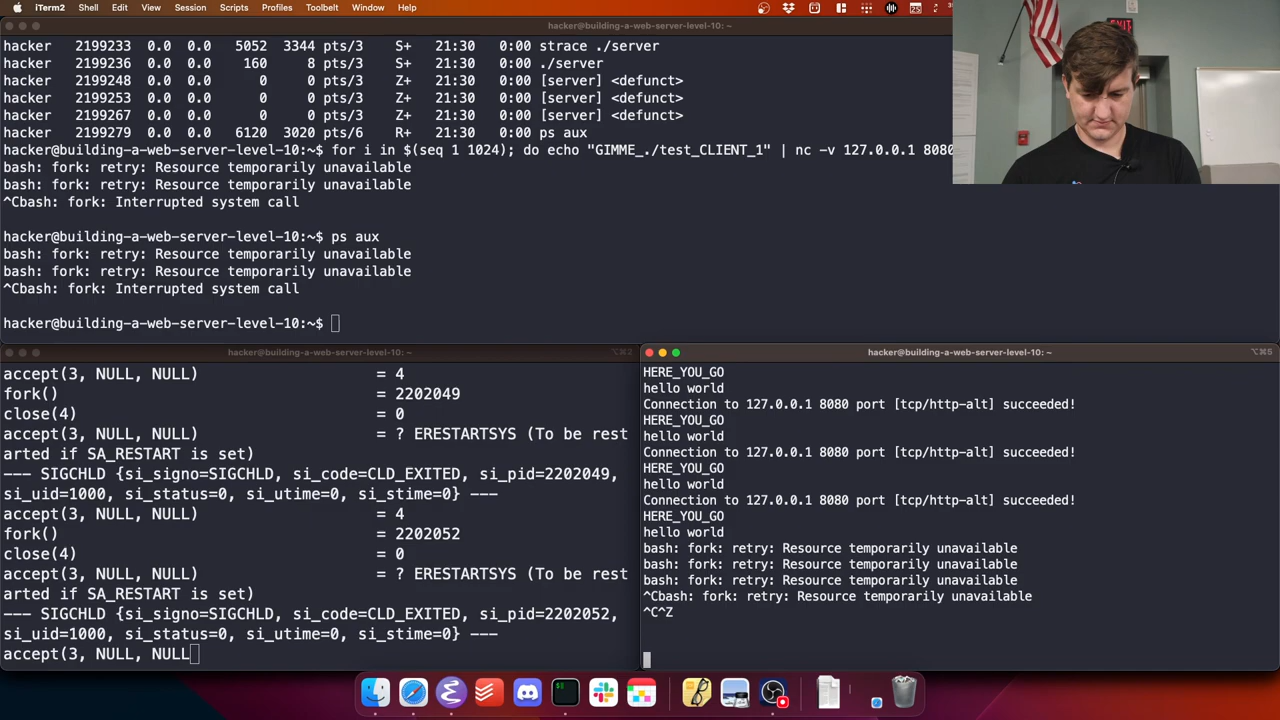 iTerm2 Shell Edit View Session Scripts Profiles Toolbelt Window Help
hacker@building-a-web-server-level-10: ~
hacker 2199233 0.0 0.0 5052 3344 pts/3 S+ 21:30 0:00 strace ./server
hacker 2199236 0.0 0.0 160 8 pts/3 S+ 21:30 0:00 ./server
hacker 2199248 0.0 0.0 0 0 pts/3 Z+ 21:30 0:00 [server] <defunct>
hacker 2199253 0.0 0.0 0 0 pts/3 Z+ 21:30 0:00 [server] <defunct>
hacker 2199267 0.0 0.0 0 0 pts/3 Z+ 21:30 0:00 [server] <defunct>
hacker 2199279 0.0 0.0 6120 3020 pts/6 R+ 21:30 0:00 ps aux
hacker@building-a-web-server-level-10:~$ for i in $(seq 1 1024); do echo "GIMME_./test_CLIENT_1" | nc -v 127.0.0.1 8080
bash: fork: retry: Resource temporarily unavailable
bash: fork: retry: Resource temporarily unavailable
^Cbash: fork: Interrupted system call
hacker@building-a-web-server-level-10:~$ ps aux
bash: fork: retry: Resource temporarily unavailable
bash: fork: retry: Resource temporarily unavailable
^Cbash: fork: Interrupted system call
hacker@building-a-web-server-level-10:~$
EXIT
hacker@building-a-web-server-level-10: ~ ⌥⌘2
accept(3, NULL, NULL) = 4
fork() = 2202049
close(4) = 0
accept(3, NULL, NULL) = ? ERESTARTSYS (To be rest
arted if SA_RESTART is set)
--- SIGCHLD {si_signo=SIGCHLD, si_code=CLD_EXITED, si_pid=2202049,
si_uid=1000, si_status=0, si_utime=0, si_stime=0} ---
accept(3, NULL, NULL) = 4
fork() = 2202052
close(4) = 0
accept(3, NULL, NULL) = ? ERESTARTSYS (To be rest
arted if SA_RESTART is set)
--- SIGCHLD {si_signo=SIGCHLD, si_code=CLD_EXITED, si_pid=2202052,
si_uid=1000, si_status=0, si_utime=0, si_stime=0} ---
accept(3, NULL, NULL
hacker@building-a-web-server-level-10: ~ ⌥⌘5
HERE_YOU_GO
hello world
Connection to 127.0.0.1 8080 port [tcp/http-alt] succeeded!
HERE_YOU_GO
hello world
Connection to 127.0.0.1 8080 port [tcp/http-alt] succeeded!
HERE_YOU_GO
hello world
Connection to 127.0.0.1 8080 port [tcp/http-alt] succeeded!
HERE_YOU_GO
hello world
bash: fork: retry: Resource temporarily unavailable
bash: fork: retry: Resource temporarily unavailable
bash: fork: retry: Resource temporarily unavailable
^Cbash: fork: retry: Resource temporarily unavailable
^C^Z